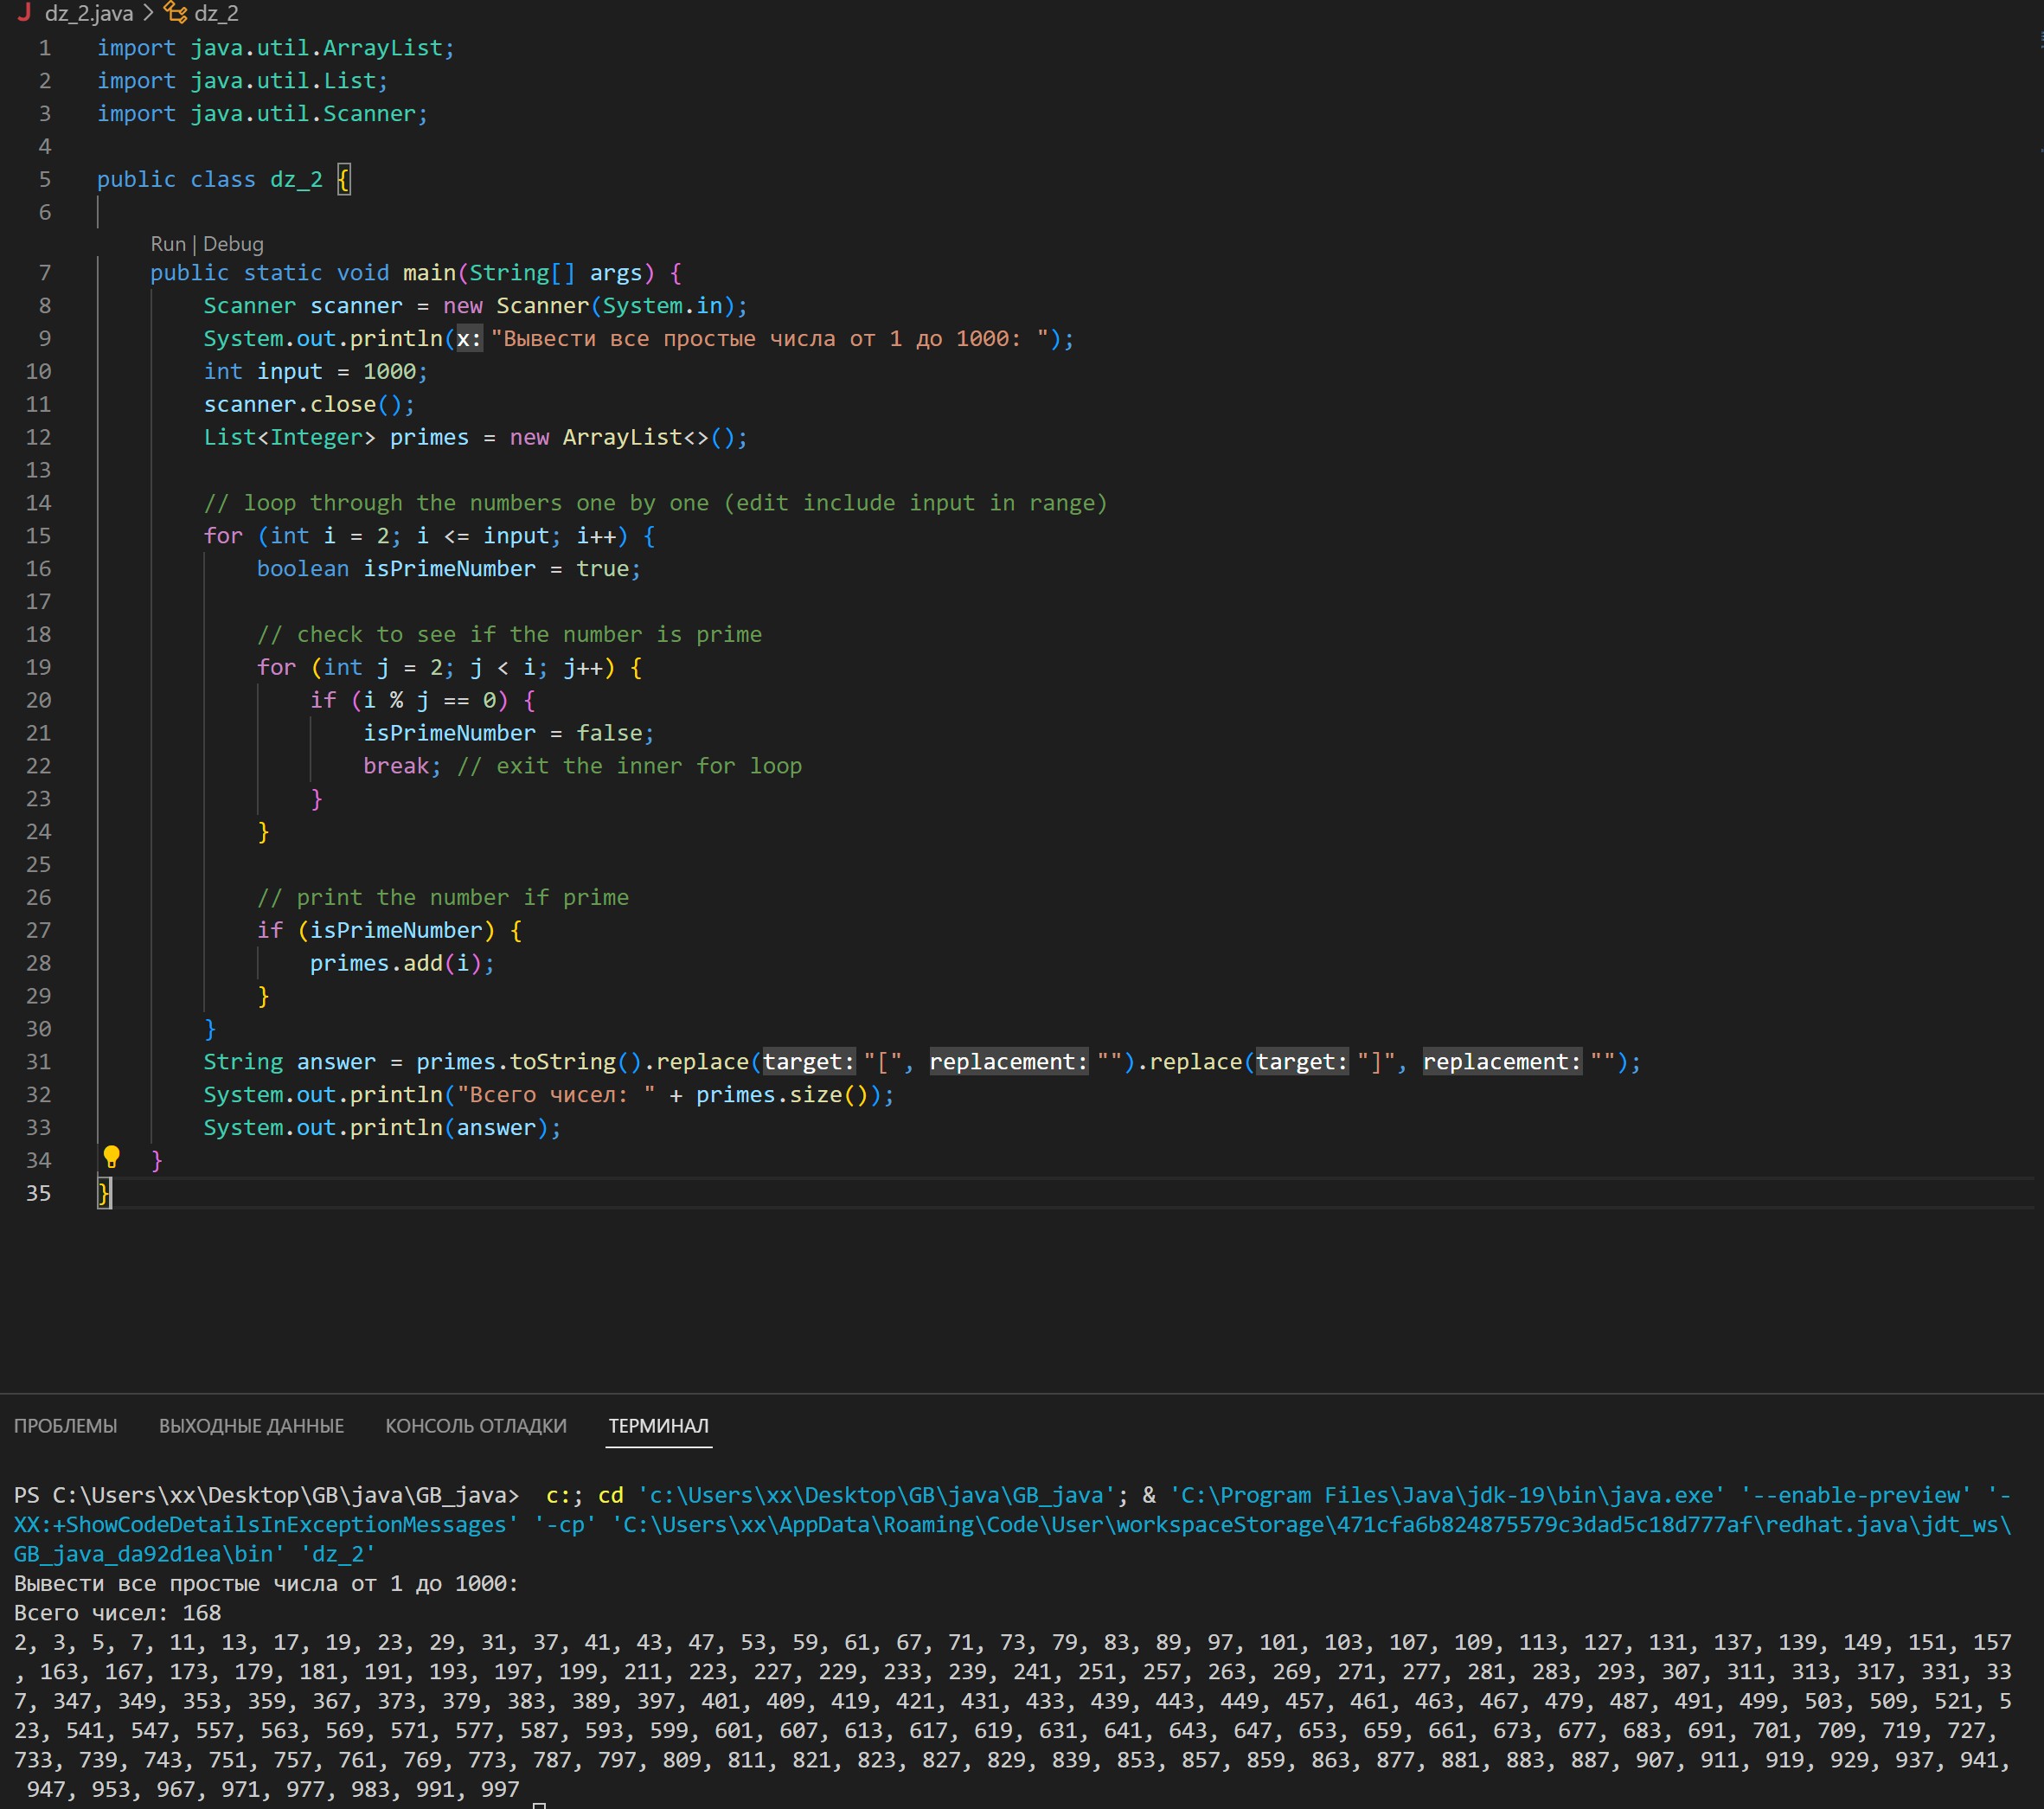 dz_2.java > dz_2
1 import java.util.ArrayList;
2 import java.util.List;
3 import java.util.Scanner;
4
5 public class dz_2 {
6
Run | Debug
7 public static void main(String[] args) {
8 Scanner scanner = new Scanner(System.in);
9 System.out.println(x: "Вывести все простые числа от 1 до 1000: ");
10 int input = 1000;
11 scanner.close();
12 List<Integer> primes = new ArrayList<>();
13
14 // loop through the numbers one by one (edit include input in range)
15 for (int i = 2; i <= input; i++) {
16 boolean isPrimeNumber = true;
17
18 // check to see if the number is prime
19 for (int j = 2; j < i; j++) {
20 if (i % j == 0) {
21 isPrimeNumber = false;
22 break; // exit the inner for loop
23 }
24 }
25
26 // print the number if prime
27 if (isPrimeNumber) {
28 primes.add(i);
29 }
30 }
31 String answer = primes.toString().replace(target: "[", replacement: "").replace(target: "]", replacement: "");
32 System.out.println("Всего чисел: " + primes.size());
33 System.out.println(answer);
34 }
35 }
ПРОБЛЕМЫ ВЫХОДНЫЕ ДАННЫЕ КОНСОЛЬ ОТЛАДКИ ТЕРМИНАЛ
PS C:\Users\xx\Desktop\GB\java\GB_java>  c:; cd 'c:\Users\xx\Desktop\GB\java\GB_java'; & 'C:\Program Files\Java\jdk-19\bin\java.exe' '--enable-preview' '-
XX:+ShowCodeDetailsInExceptionMessages' '-cp' 'C:\Users\xx\AppData\Roaming\Code\User\workspaceStorage\471cfa6b824875579c3dad5c18d777af\redhat.java\jdt_ws\
GB_java_da92d1ea\bin' 'dz_2'
Вывести все простые числа от 1 до 1000:
Всего чисел: 168
2, 3, 5, 7, 11, 13, 17, 19, 23, 29, 31, 37, 41, 43, 47, 53, 59, 61, 67, 71, 73, 79, 83, 89, 97, 101, 103, 107, 109, 113, 127, 131, 137, 139, 149, 151, 157
, 163, 167, 173, 179, 181, 191, 193, 197, 199, 211, 223, 227, 229, 233, 239, 241, 251, 257, 263, 269, 271, 277, 281, 283, 293, 307, 311, 313, 317, 331, 33
7, 347, 349, 353, 359, 367, 373, 379, 383, 389, 397, 401, 409, 419, 421, 431, 433, 439, 443, 449, 457, 461, 463, 467, 479, 487, 491, 499, 503, 509, 521, 5
23, 541, 547, 557, 563, 569, 571, 577, 587, 593, 599, 601, 607, 613, 617, 619, 631, 641, 643, 647, 653, 659, 661, 673, 677, 683, 691, 701, 709, 719, 727,
733, 739, 743, 751, 757, 761, 769, 773, 787, 797, 809, 811, 821, 823, 827, 829, 839, 853, 857, 859, 863, 877, 881, 883, 887, 907, 911, 919, 929, 937, 941,
947, 953, 967, 971, 977, 983, 991, 997